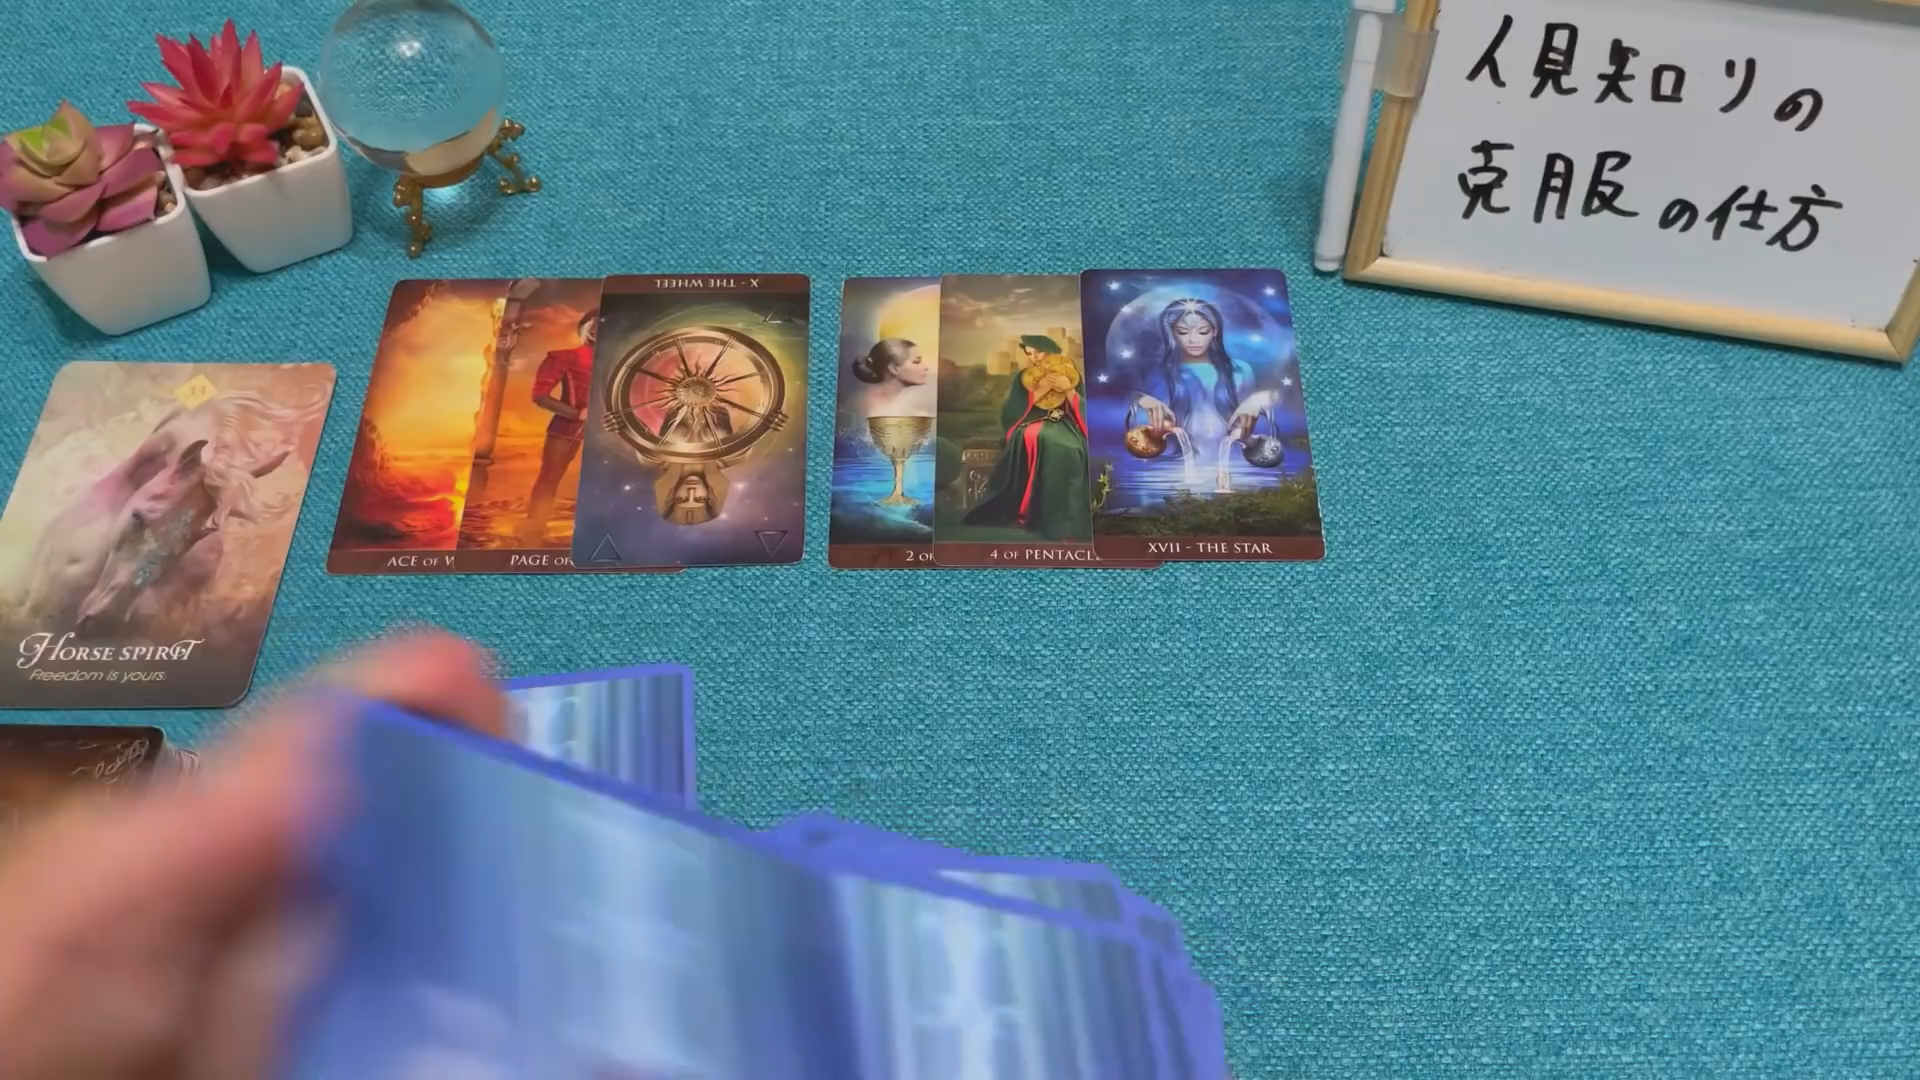 人見知りの
克服の仕方
X - THE WHEEL
ACE OF W
PAGE OF
2 OF
4 OF PENTACLE
XVII - THE STAR
HORSE SPIRIT
Freedom is yours.